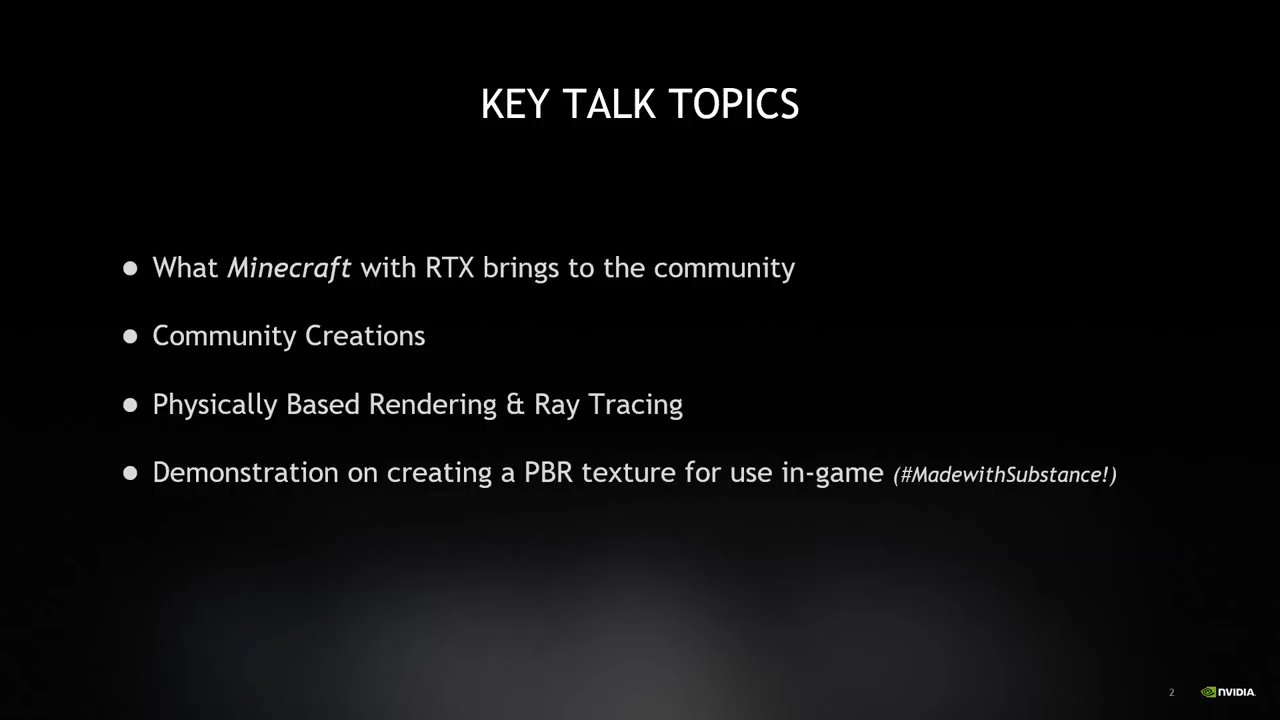 KEY TALK TOPICS
● What Minecraft with RTX brings to the community
● Community Creations
● Physically Based Rendering & Ray Tracing
● Demonstration on creating a PBR texture for use in-game (#MadewithSubstance!)
2 NVIDIA.